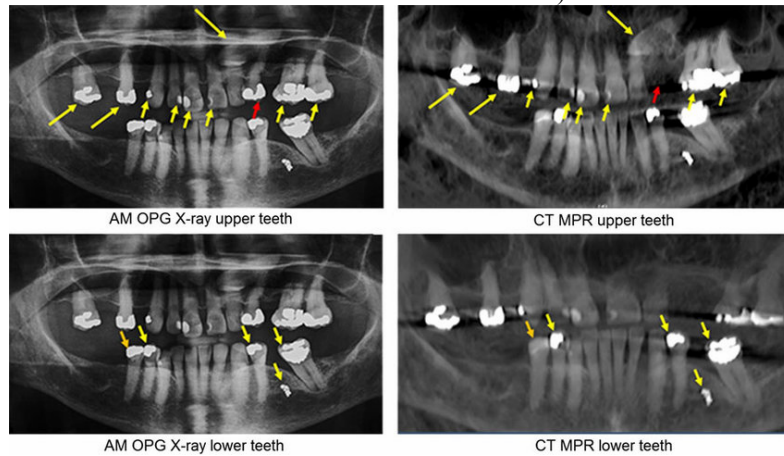 AM OPG X-ray upper teeth
CT MPR upper teeth
AM OPG X-ray lower teeth
CT MPR lower teeth